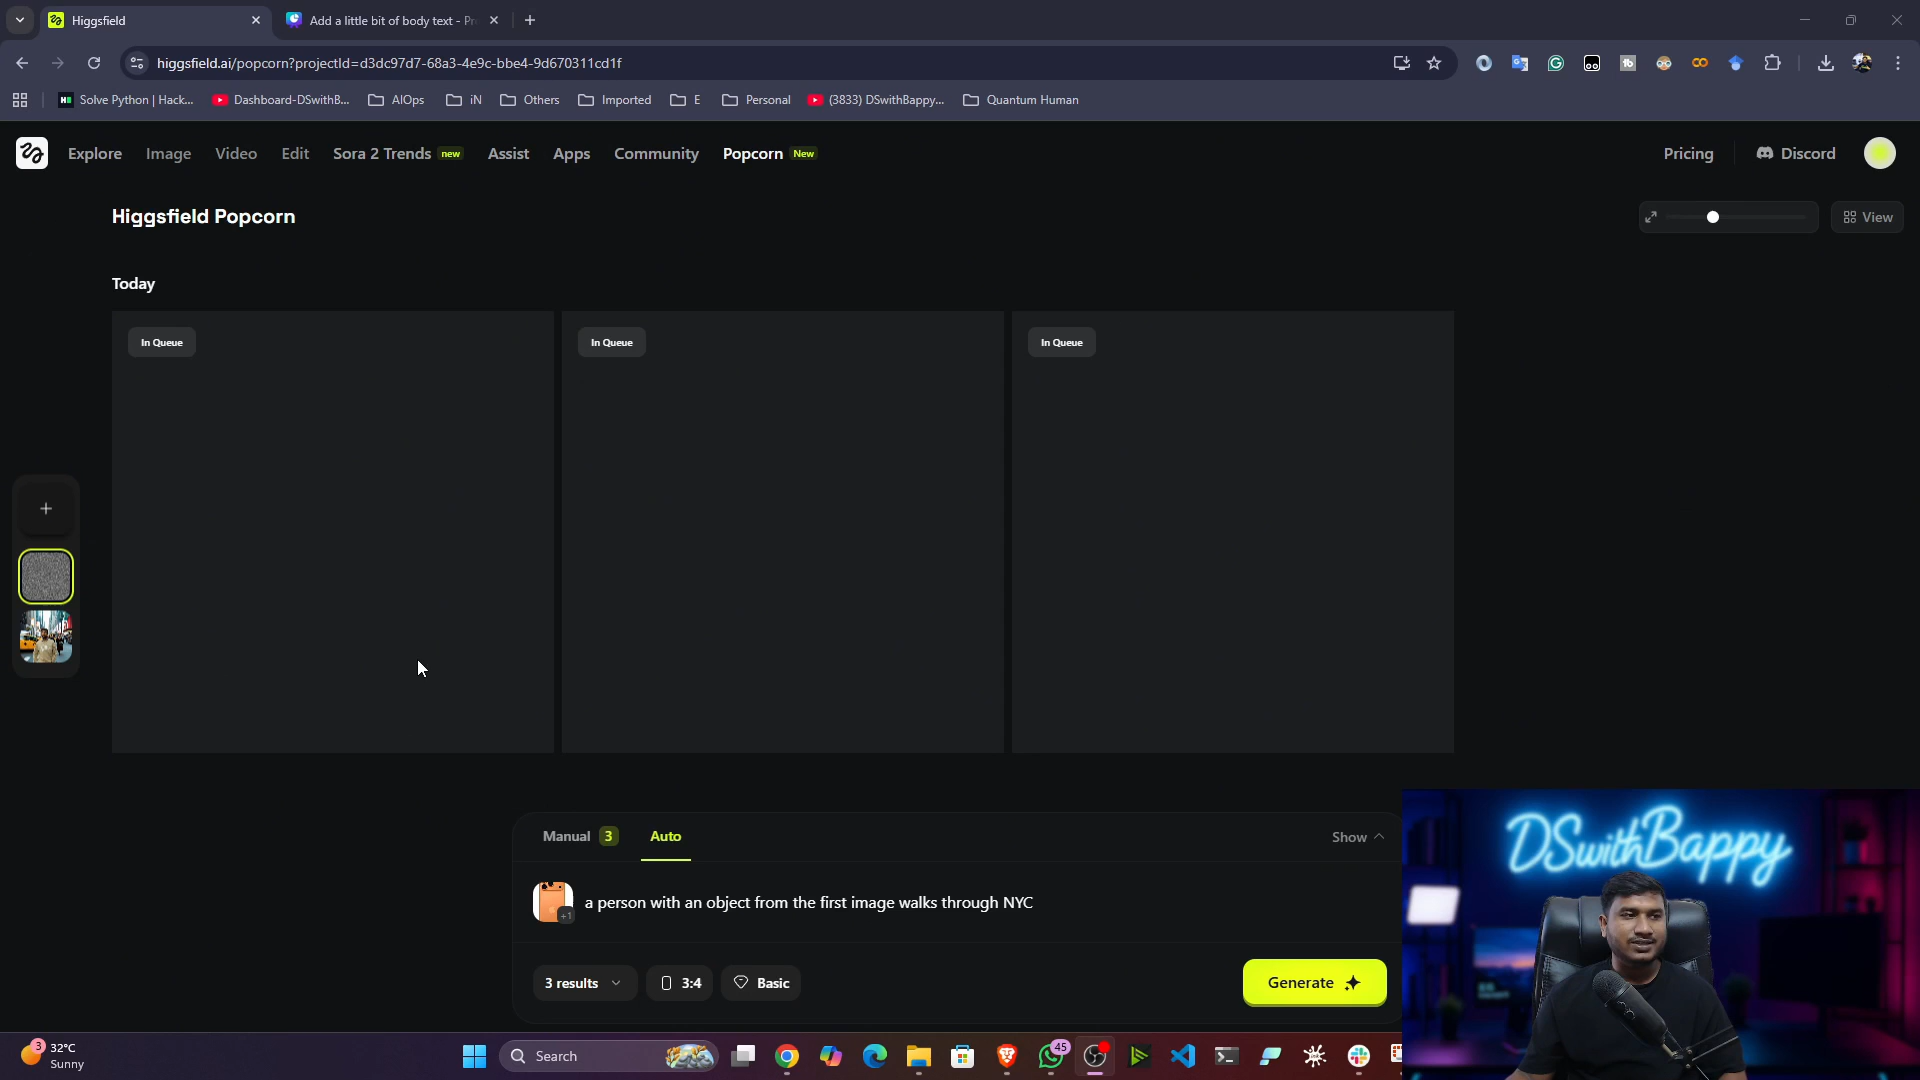 Higgsfield
Add a little bit of body text - Pr
higgsfield.ai/popcorn?projectId=d3dc97d7-68a3-4e9c-bbe4-9d670311cd1f
Solve Python | Hack...
Dashboard-DSwithB...
AIOps
iN
Others
Imported
E
Personal
(3833) DSwithBappy...
Quantum Human
Explore
Image
Video
Edit
Sora 2 Trends new
Assist
Apps
Community
Popcorn New
Pricing
Discord
Higgsfield Popcorn
View
Today
In Queue
In Queue
In Queue
Manual 3
Auto
Show
+1
a person with an object from the first image walks through NYC
3 results
3:4
Basic
Generate
DSwithBappy
3
32°C
Sunny
Search
45